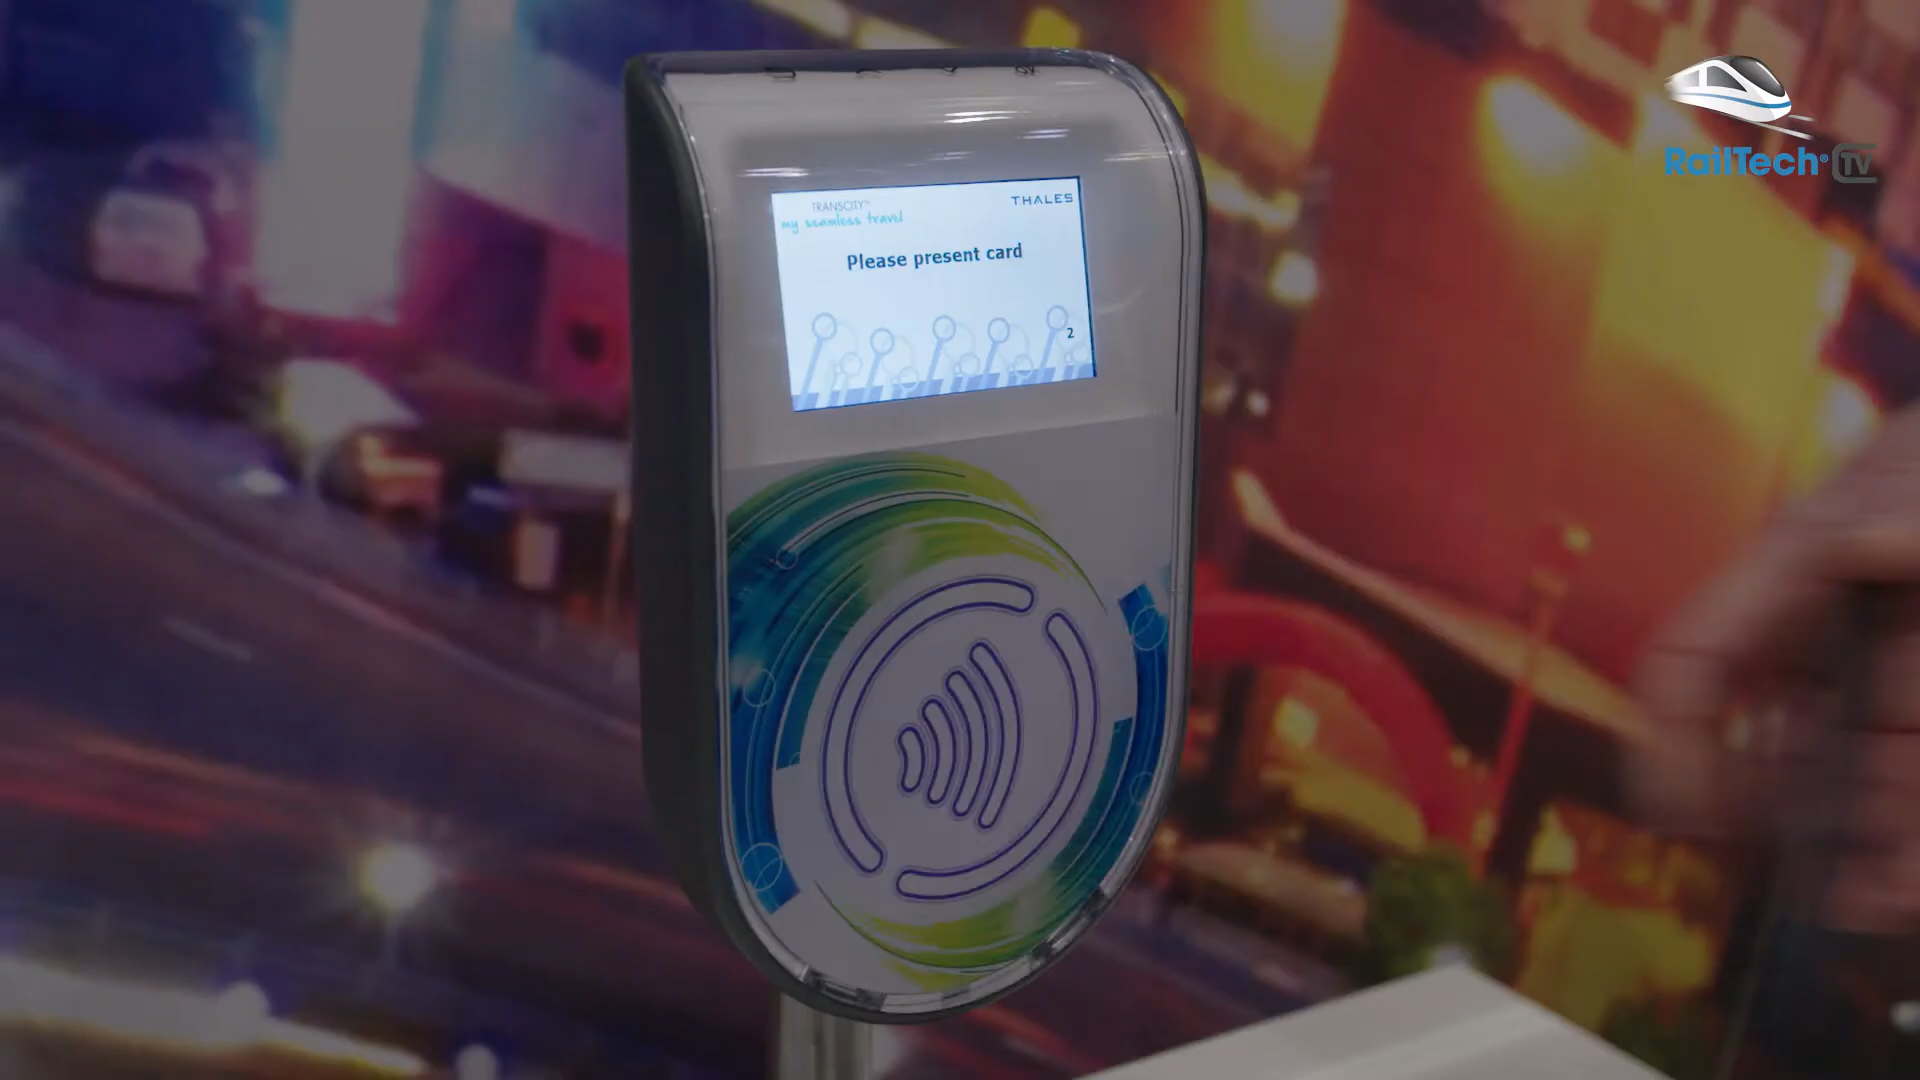 TRANSCITY™
THALES
my seamless travel
Please present card
2
RailTech® TV